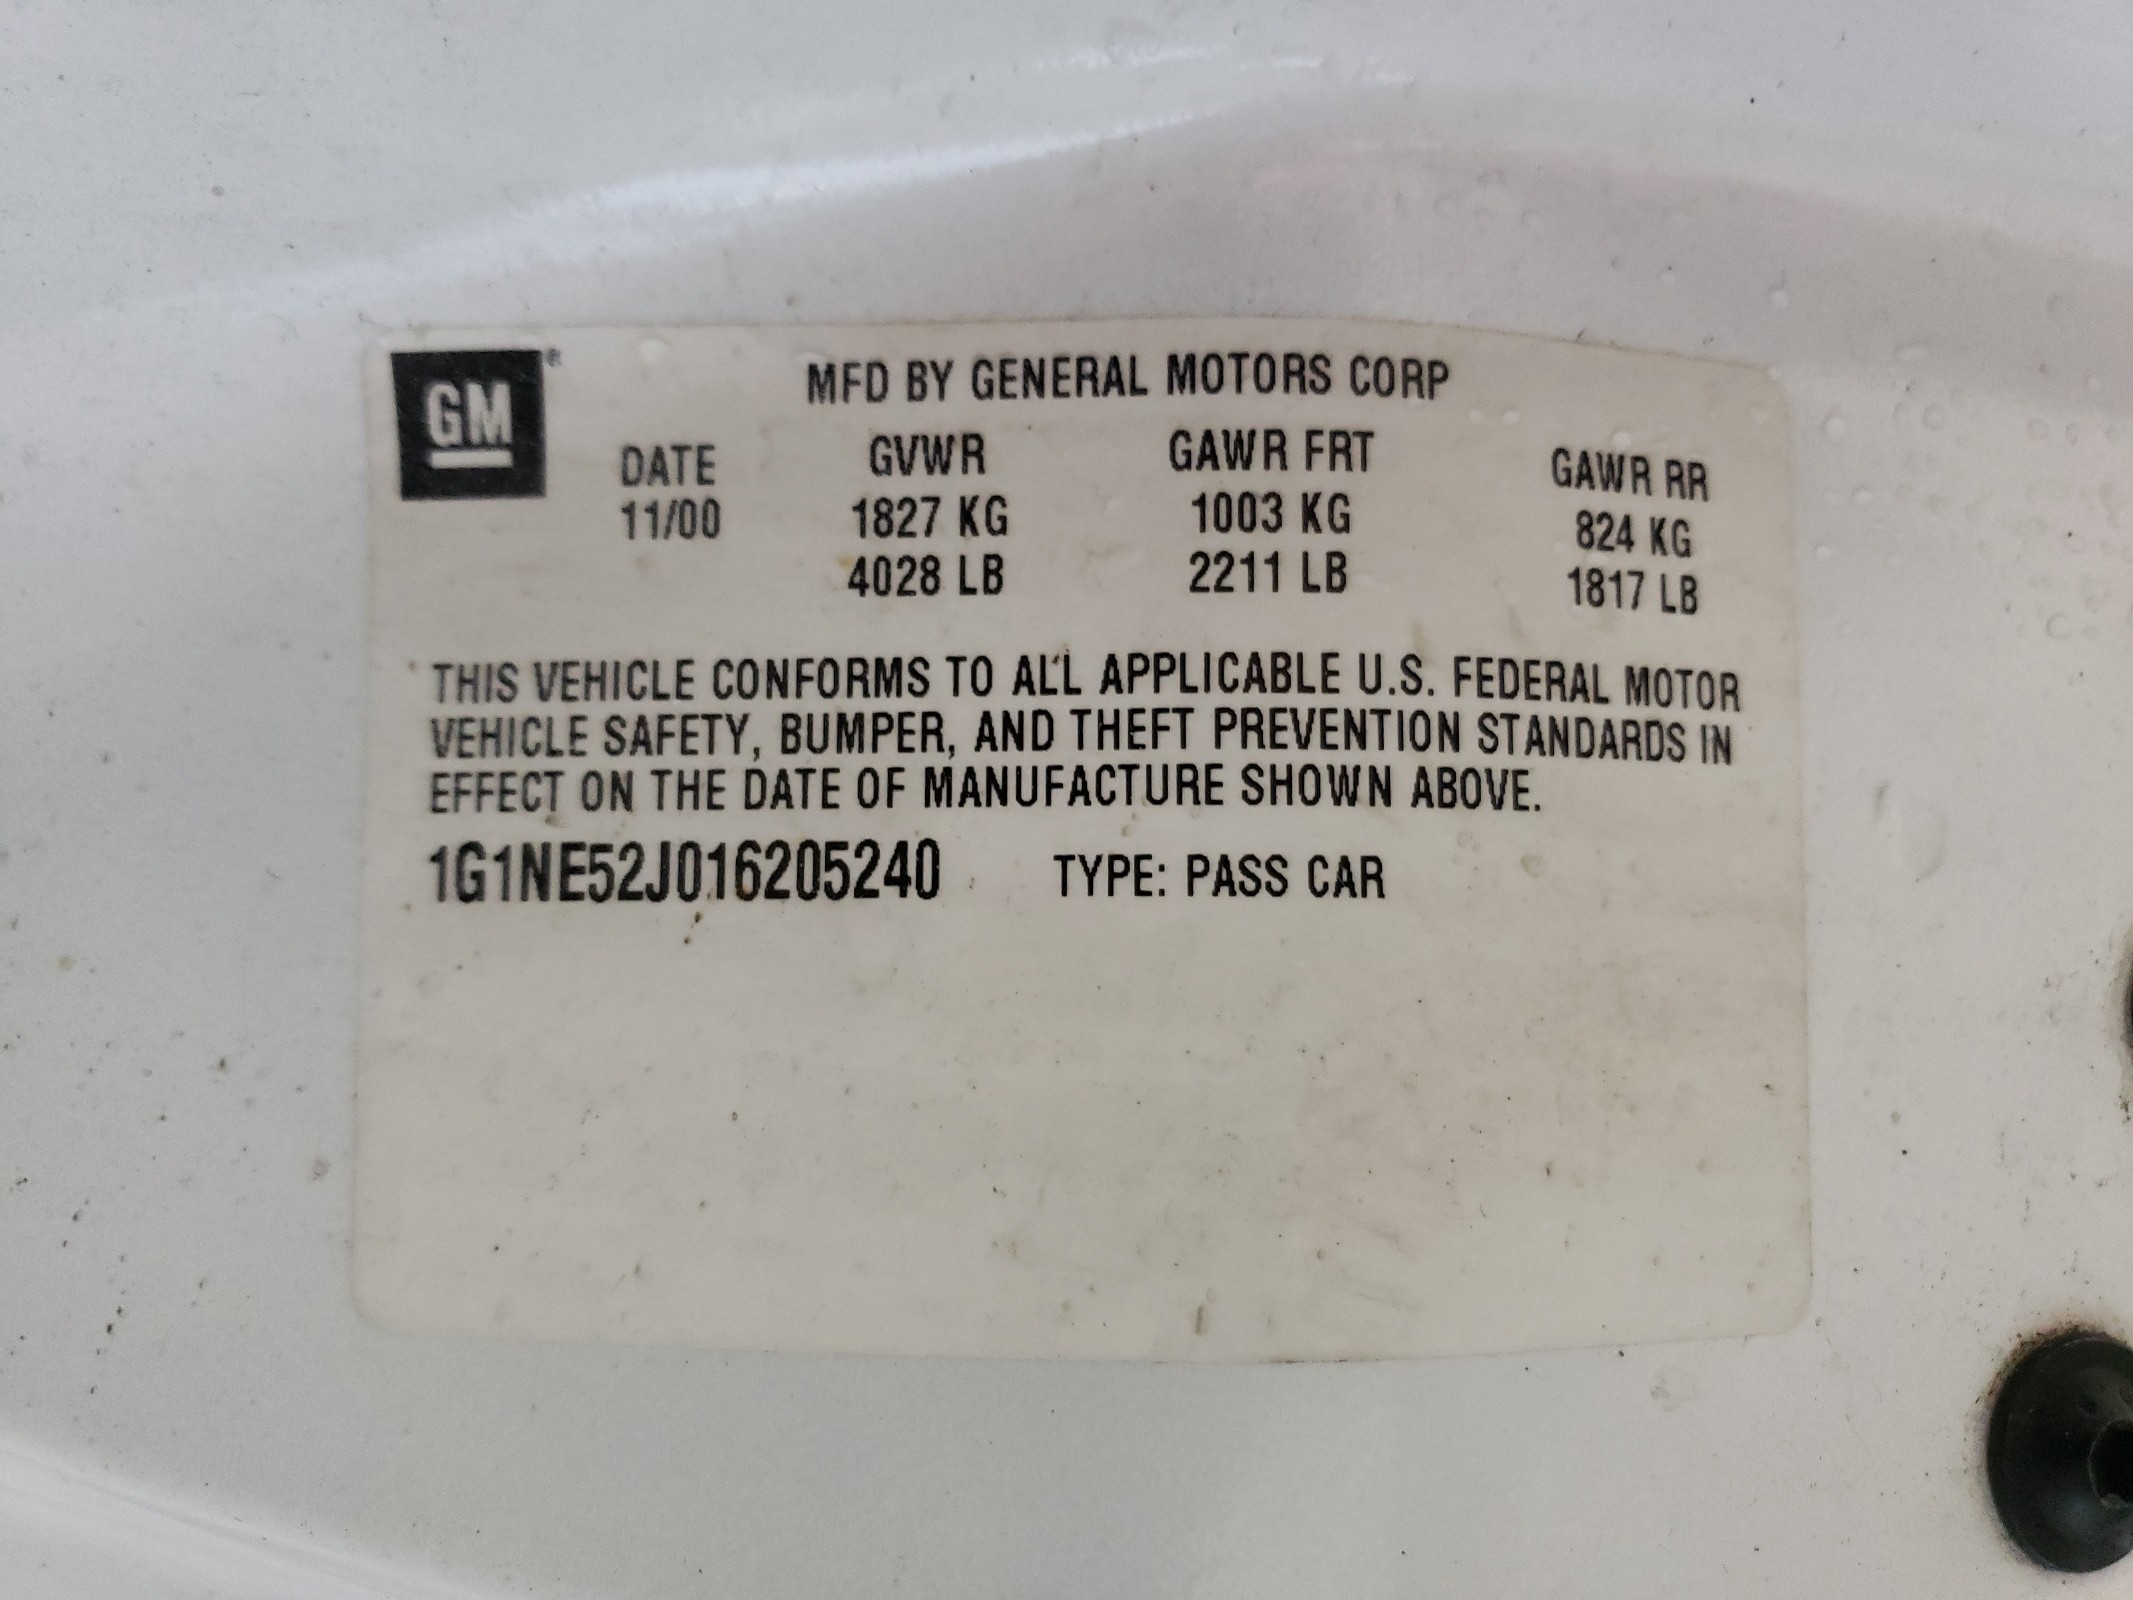 GM®
MFD BY GENERAL MOTORS CORP
DATE GVWR GAWR FRT GAWR RR
11/00 1827 KG 1003 KG 824 KG
4028 LB 2211 LB 1817 LB
THIS VEHICLE CONFORMS TO ALL APPLICABLE U.S. FEDERAL MOTOR
VEHICLE SAFETY, BUMPER, AND THEFT PREVENTION STANDARDS IN
EFFECT ON THE DATE OF MANUFACTURE SHOWN ABOVE.
1G1NE52J016205240 TYPE: PASS CAR